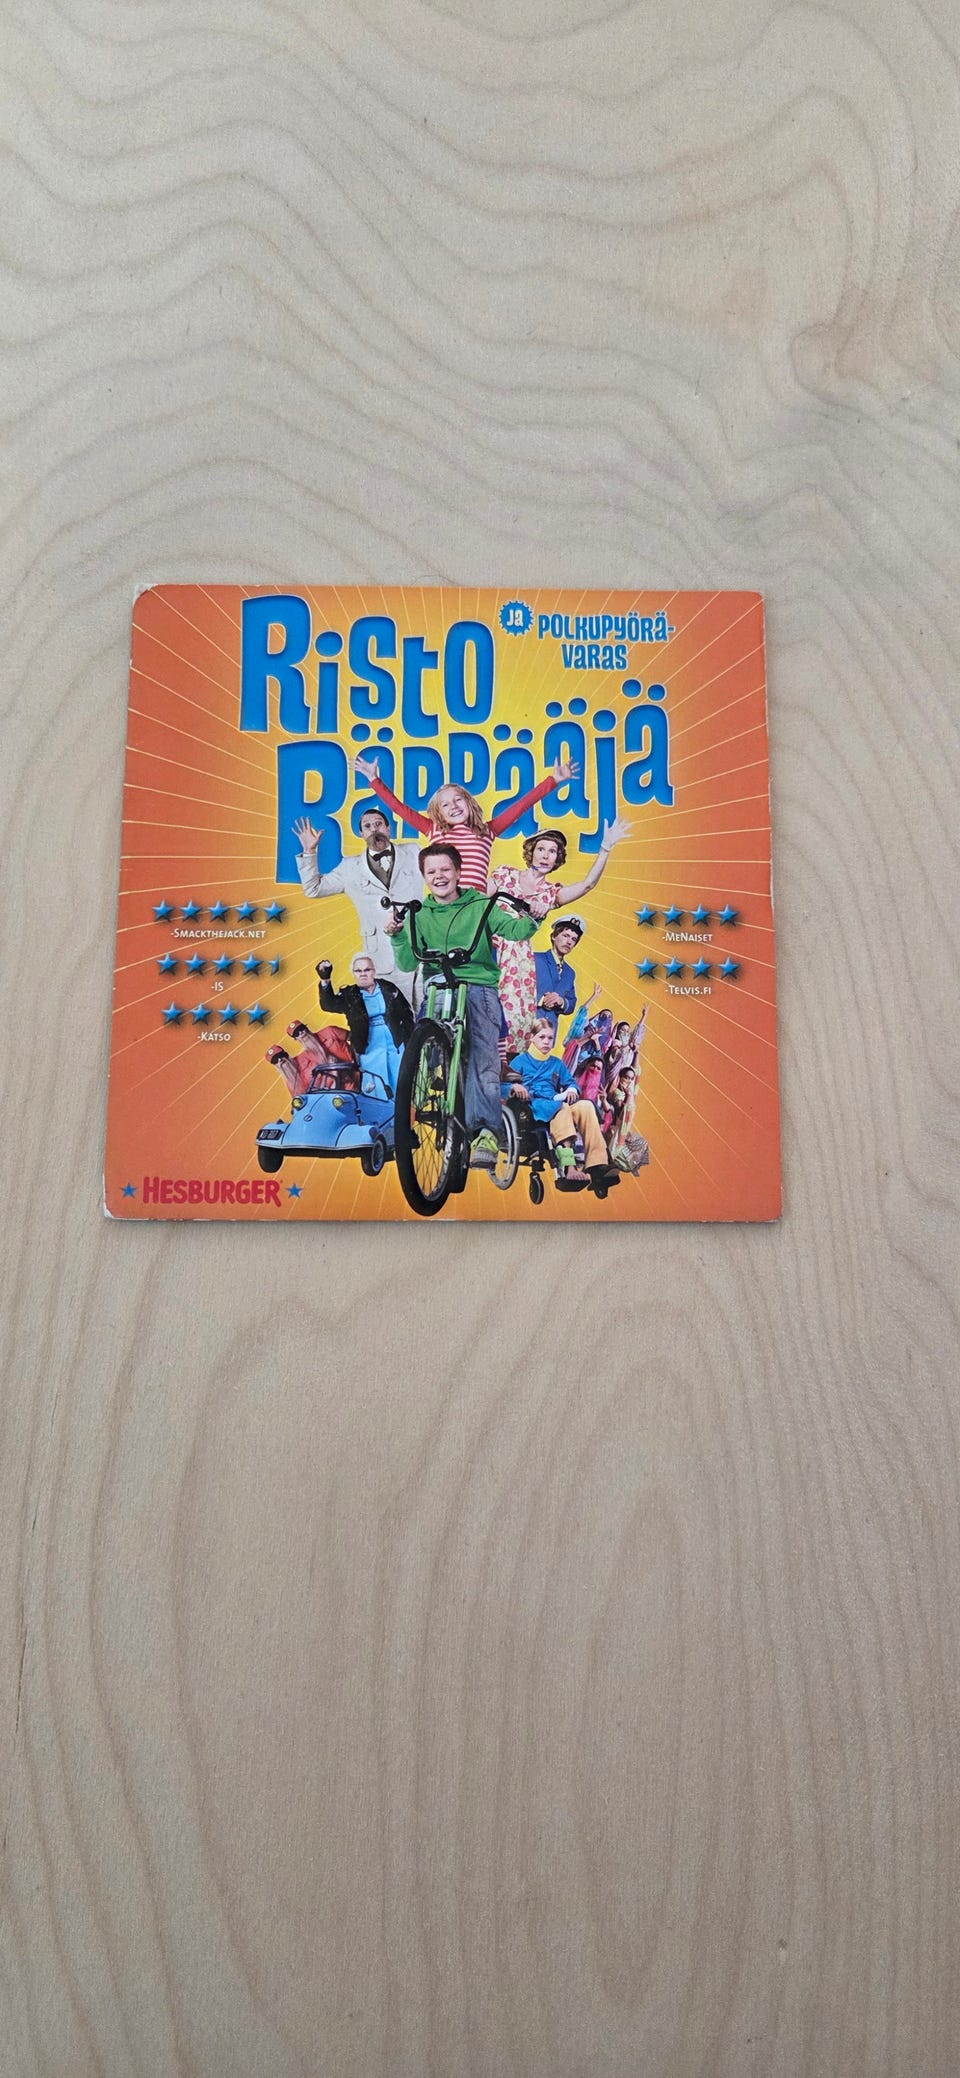 Risto
ja
POLKUPYÖRÄ-
VARAS
Räppääjä
-SMACKTHEJACK.NET
-IS
-KATSO
-MENAISET
-TELVIS.FI
HESBURGER